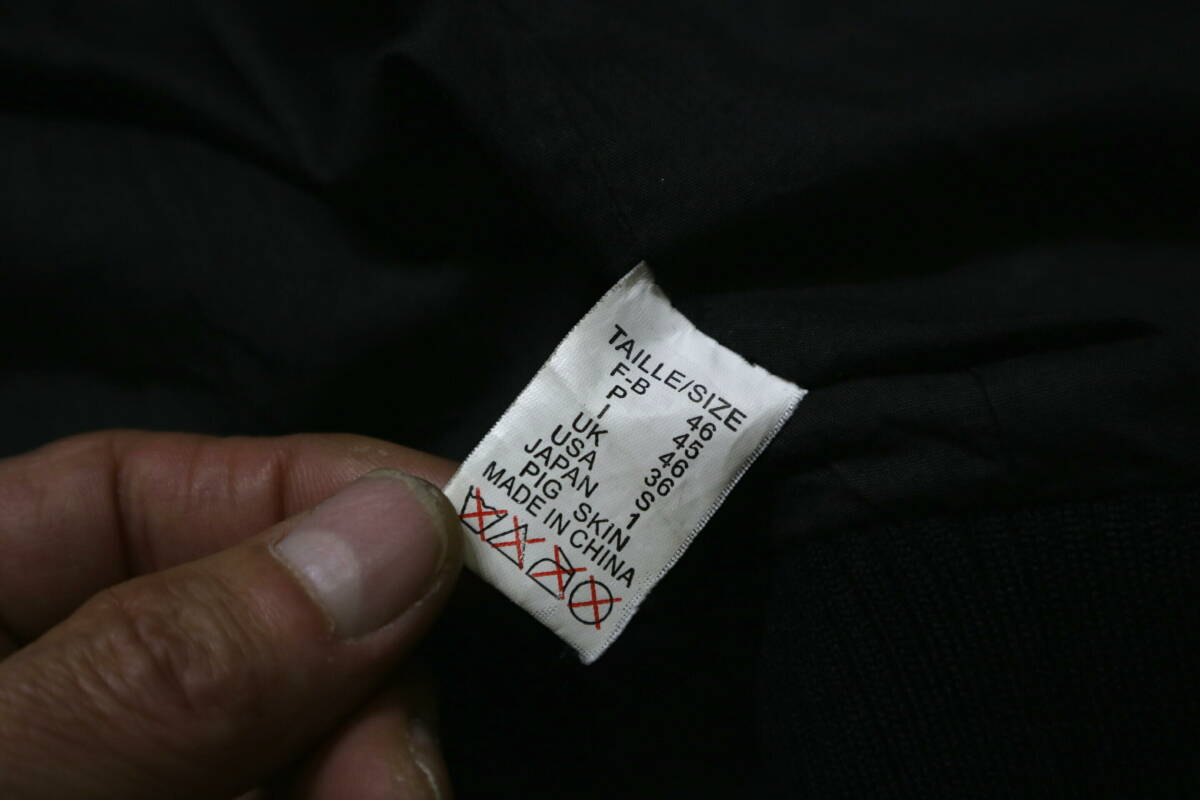 TAILLE/SIZE
F-B 46
P 45
I 46
UK 36
USA S
JAPAN 1
PIG SKIN
MADE IN CHINA